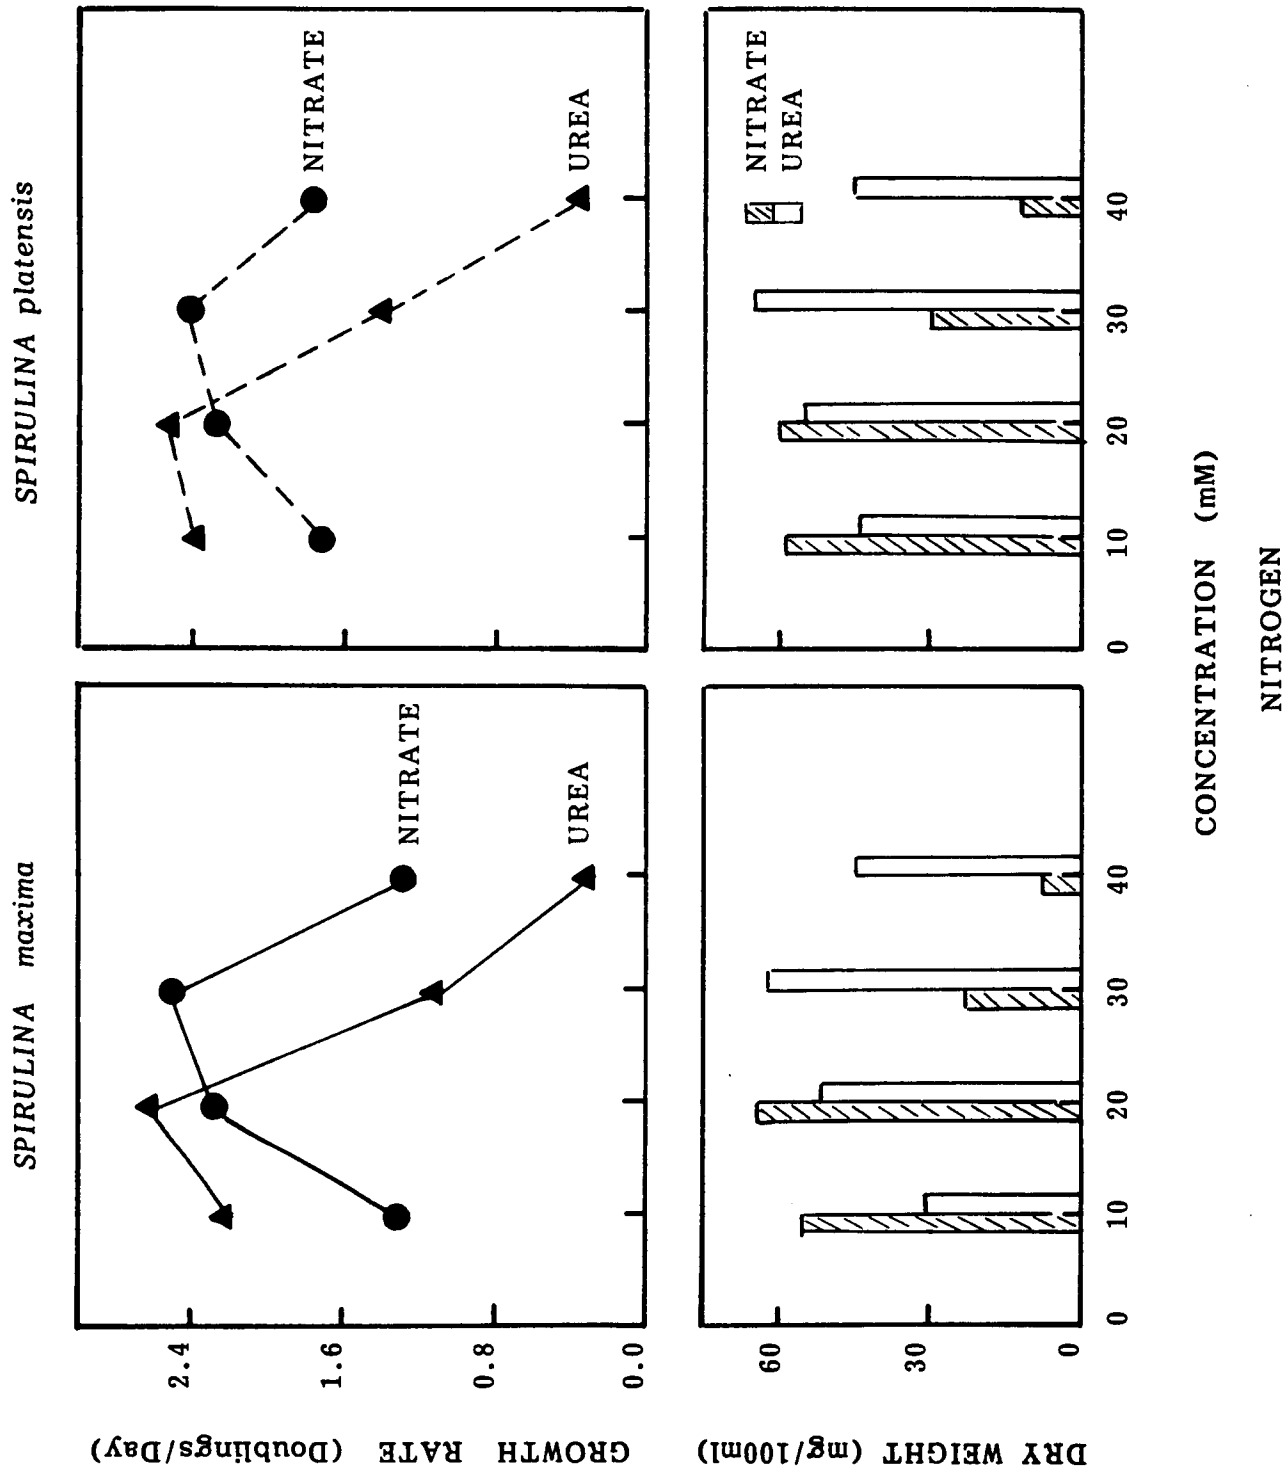 SPIRULINA maxima
SPIRULINA platensis
GROWTH RATE (Doublings/Day)
2.4
1.6
0.8
0.0
NITRATE
UREA
NITRATE
UREA
DRY WEIGHT (mg/100ml)
60
30
0
NITRATE
UREA
0 10 20 30 40
0 10 20 30 40
CONCENTRATION (mM)
NITROGEN